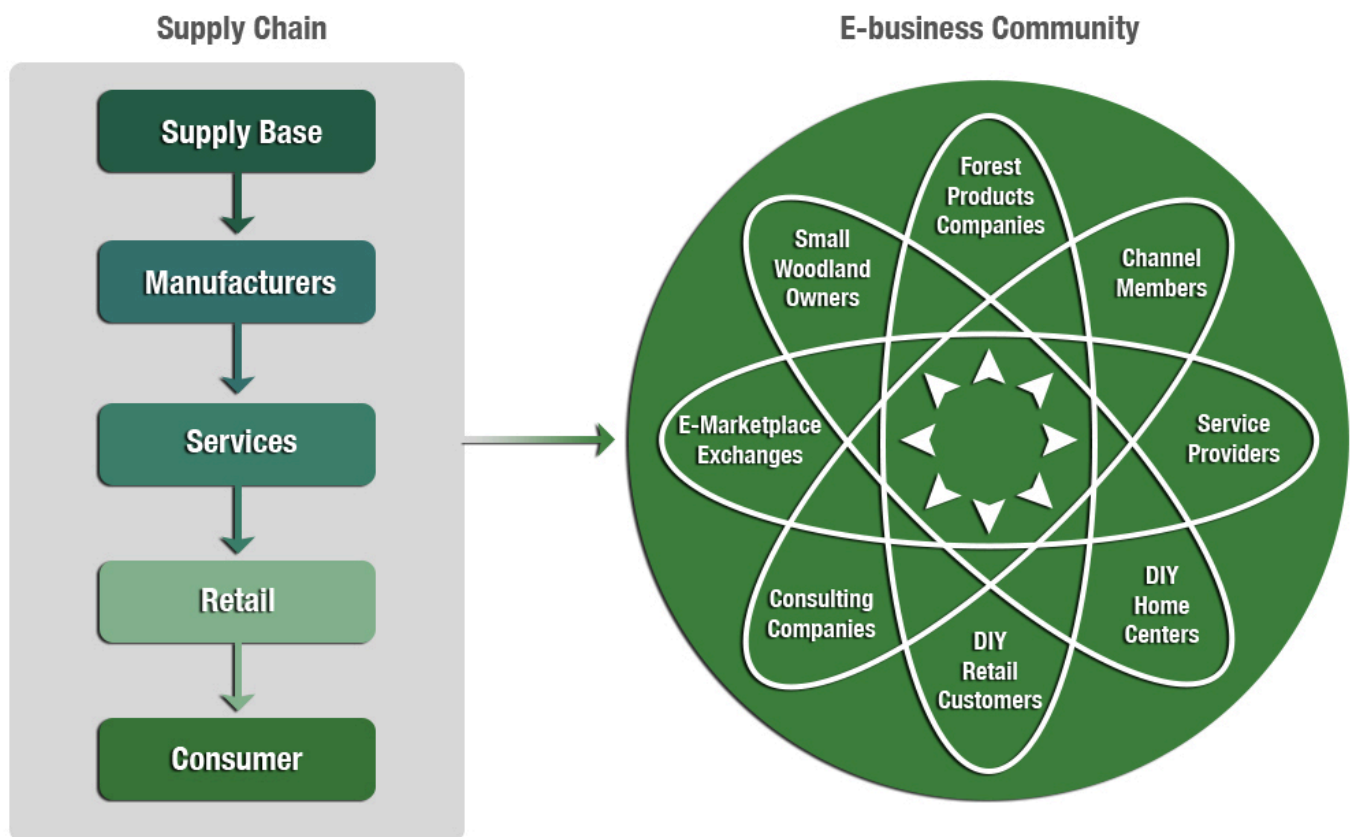 Supply Chain
E-business Community
Supply Base
Manufacturers
Services
Retail
Consumer
Forest
Products
Companies
Channel
Members
Service
Providers
DIY
Home
Centers
DIY
Retail
Customers
Consulting
Companies
E-Marketplace
Exchanges
Small
Woodland
Owners